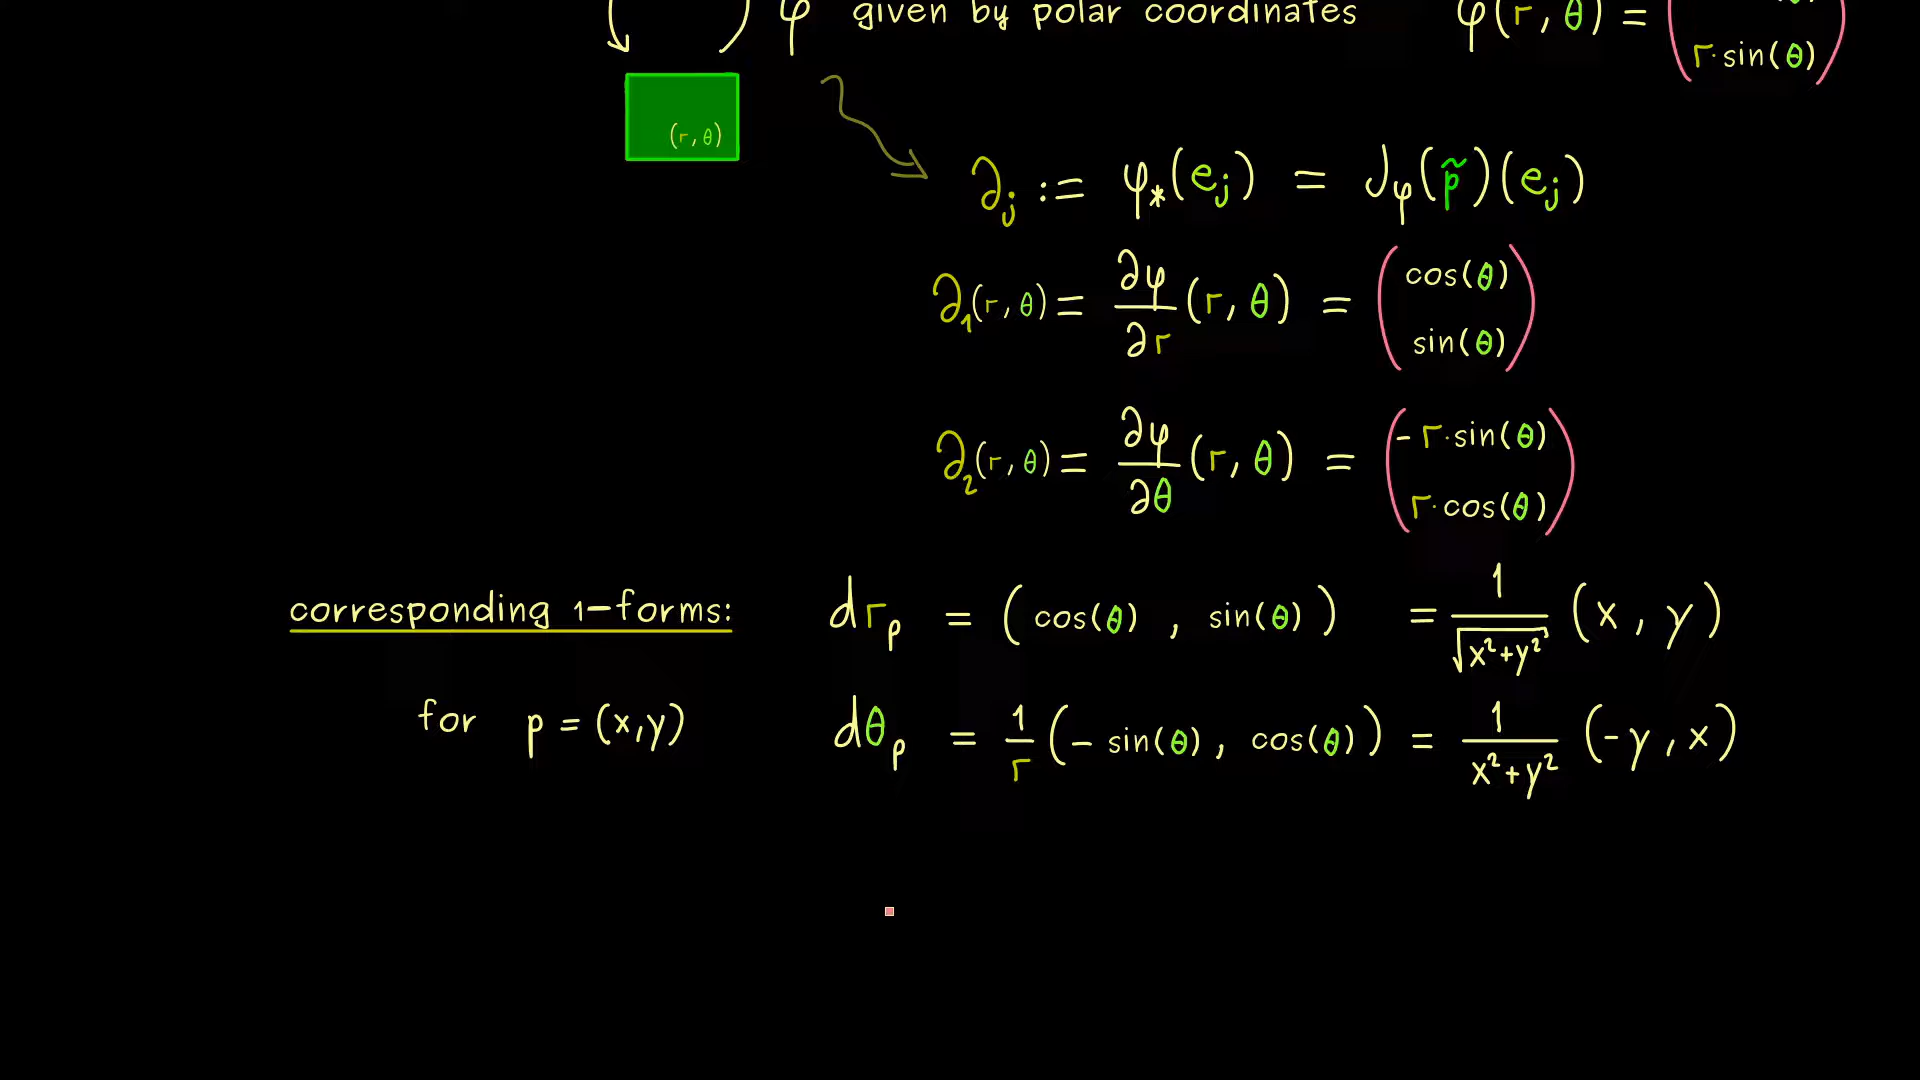 φ given by polar coordinates φ(r, θ) =
r·sin(θ)
(r, θ)
∂j := φ*(ej) = Jφ(p̃)(ej)
∂1(r, θ) = ∂φ/∂r (r, θ) = (cos(θ) sin(θ))
∂2(r, θ) = ∂φ/∂θ (r, θ) = (-r·sin(θ) r·cos(θ))
corresponding 1-forms: drp = (cos(θ), sin(θ)) = 1/√x²+y² (x, y)
for p = (x,y) dθp = 1/r (- sin(θ), cos(θ)) = 1/x²+y² (-y, x)